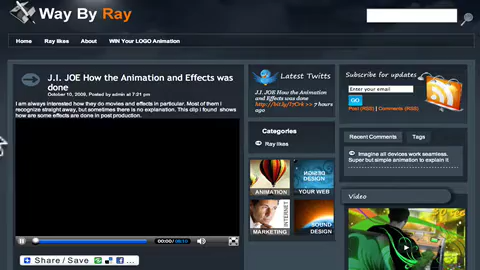 Way By Ray
Home Ray likes About WIN Your LOGO Animation
J.I. JOE How the Animation and Effects was
done
October 10, 2009, Posted by admin at 7:21 pm
I am always interested how they do movies and effects in particular. Most of them i
recognize straight away, but sometimes there is no explanation. This clip I found shows
how are some effects are done in post production.
00:00 / 08:10
Share / Save
Latest Twitts
J.I. JOE How the Animation
and Effects was done
>> 7 hours
ago
Categories
Ray likes
ANIMATION
WEB
DESIGN
MARKETING
INTERNET
SOUND
DESIGN
Subscribe for updates
Enter your email
GO
Post (RSS) | Comments (RSS)
Recent Comments Tags
Imagine all devices work seamless.
Super but simple animation to explain it
Video